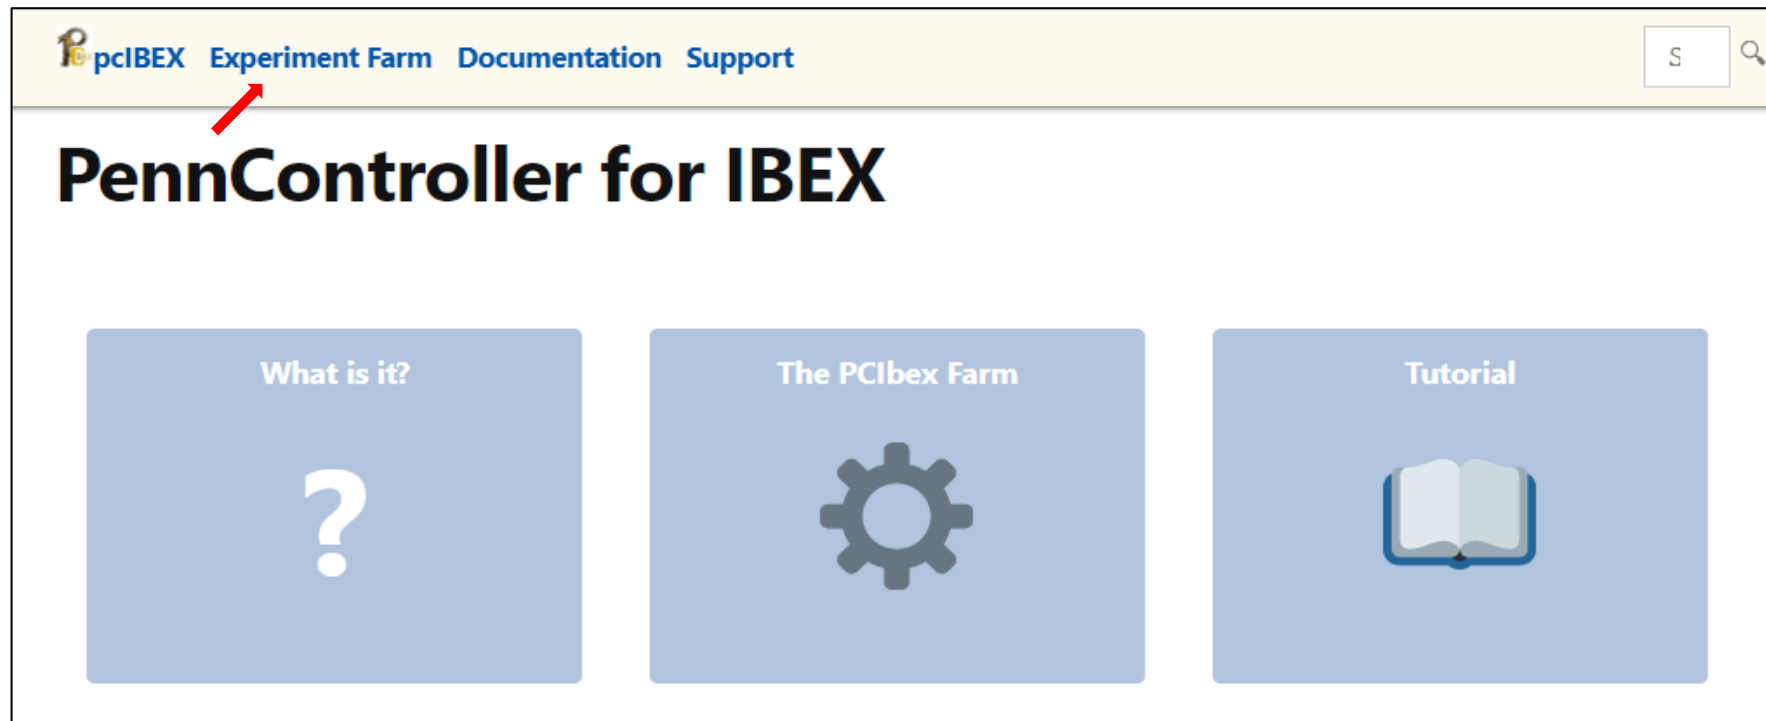 pcIBEX Experiment Farm Documentation Support S
PennController for IBEX
What is it? The PCIbex Farm Tutorial
?